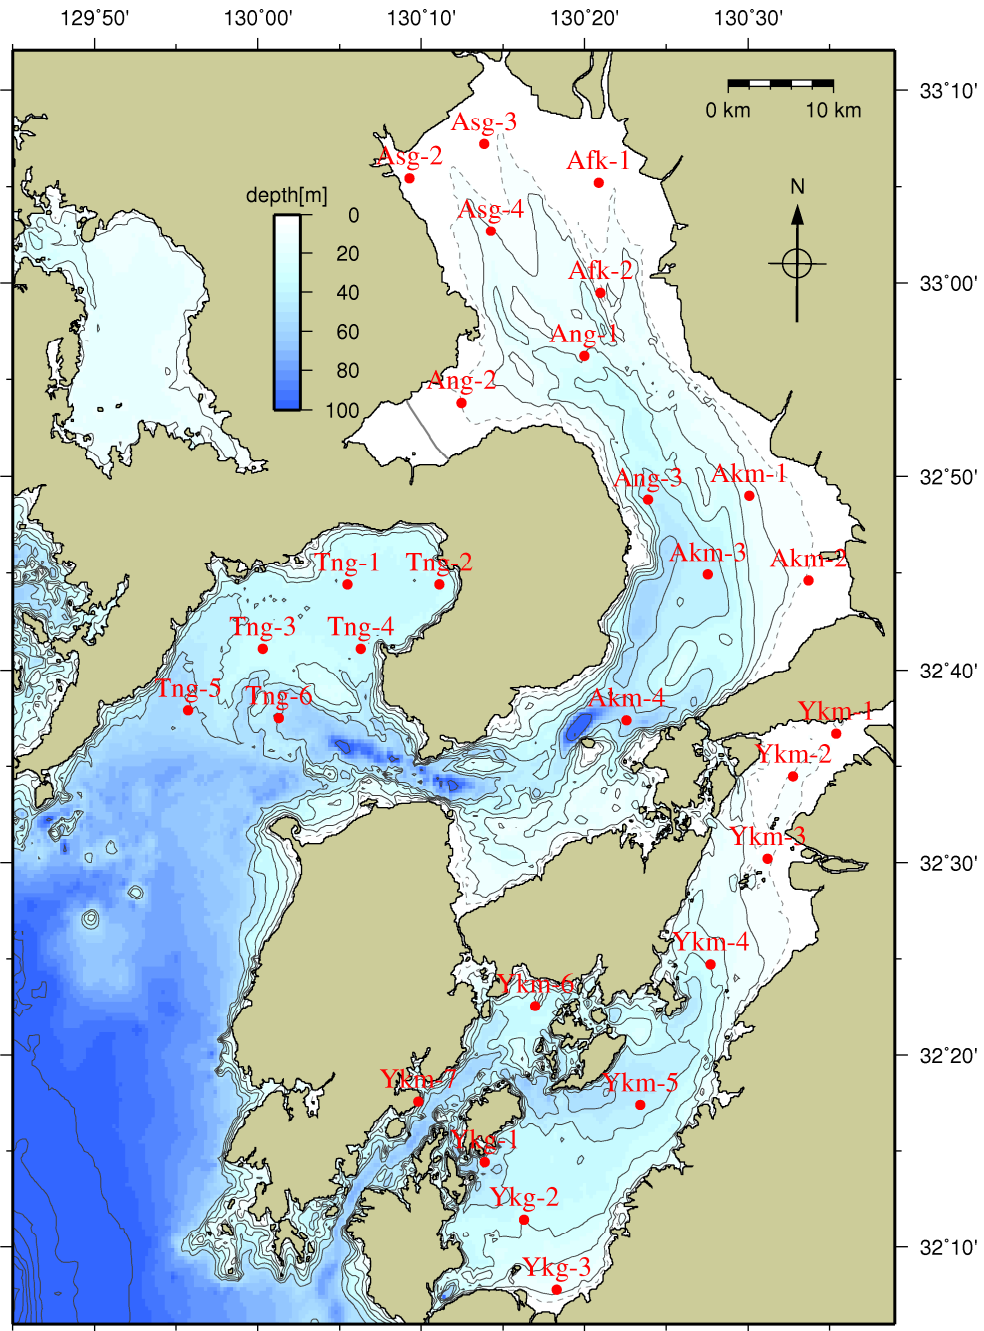 129˚50'
130˚00'
130˚10'
130˚20'
130˚30'
33˚10'
0 km
10 km
Asg-3
Asg-2
Afk-1
N
depth[m]
0
20
40
60
80
100
Asg-4
Afk-2
33˚00'
Ang-1
Ang-2
32˚50'
Ang-3
Akm-1
Akm-3
Akm-2
Tng-1
Tng-2
Tng-3
Tng-4
32˚40'
Tng-5
Tng-6
Akm-4
Ykm-1
Ykm-2
Ykm-3
32˚30'
Ykm-4
Ykm-6
32˚20'
Ykm-7
Ykm-5
Ykg-1
Ykg-2
32˚10'
Ykg-3